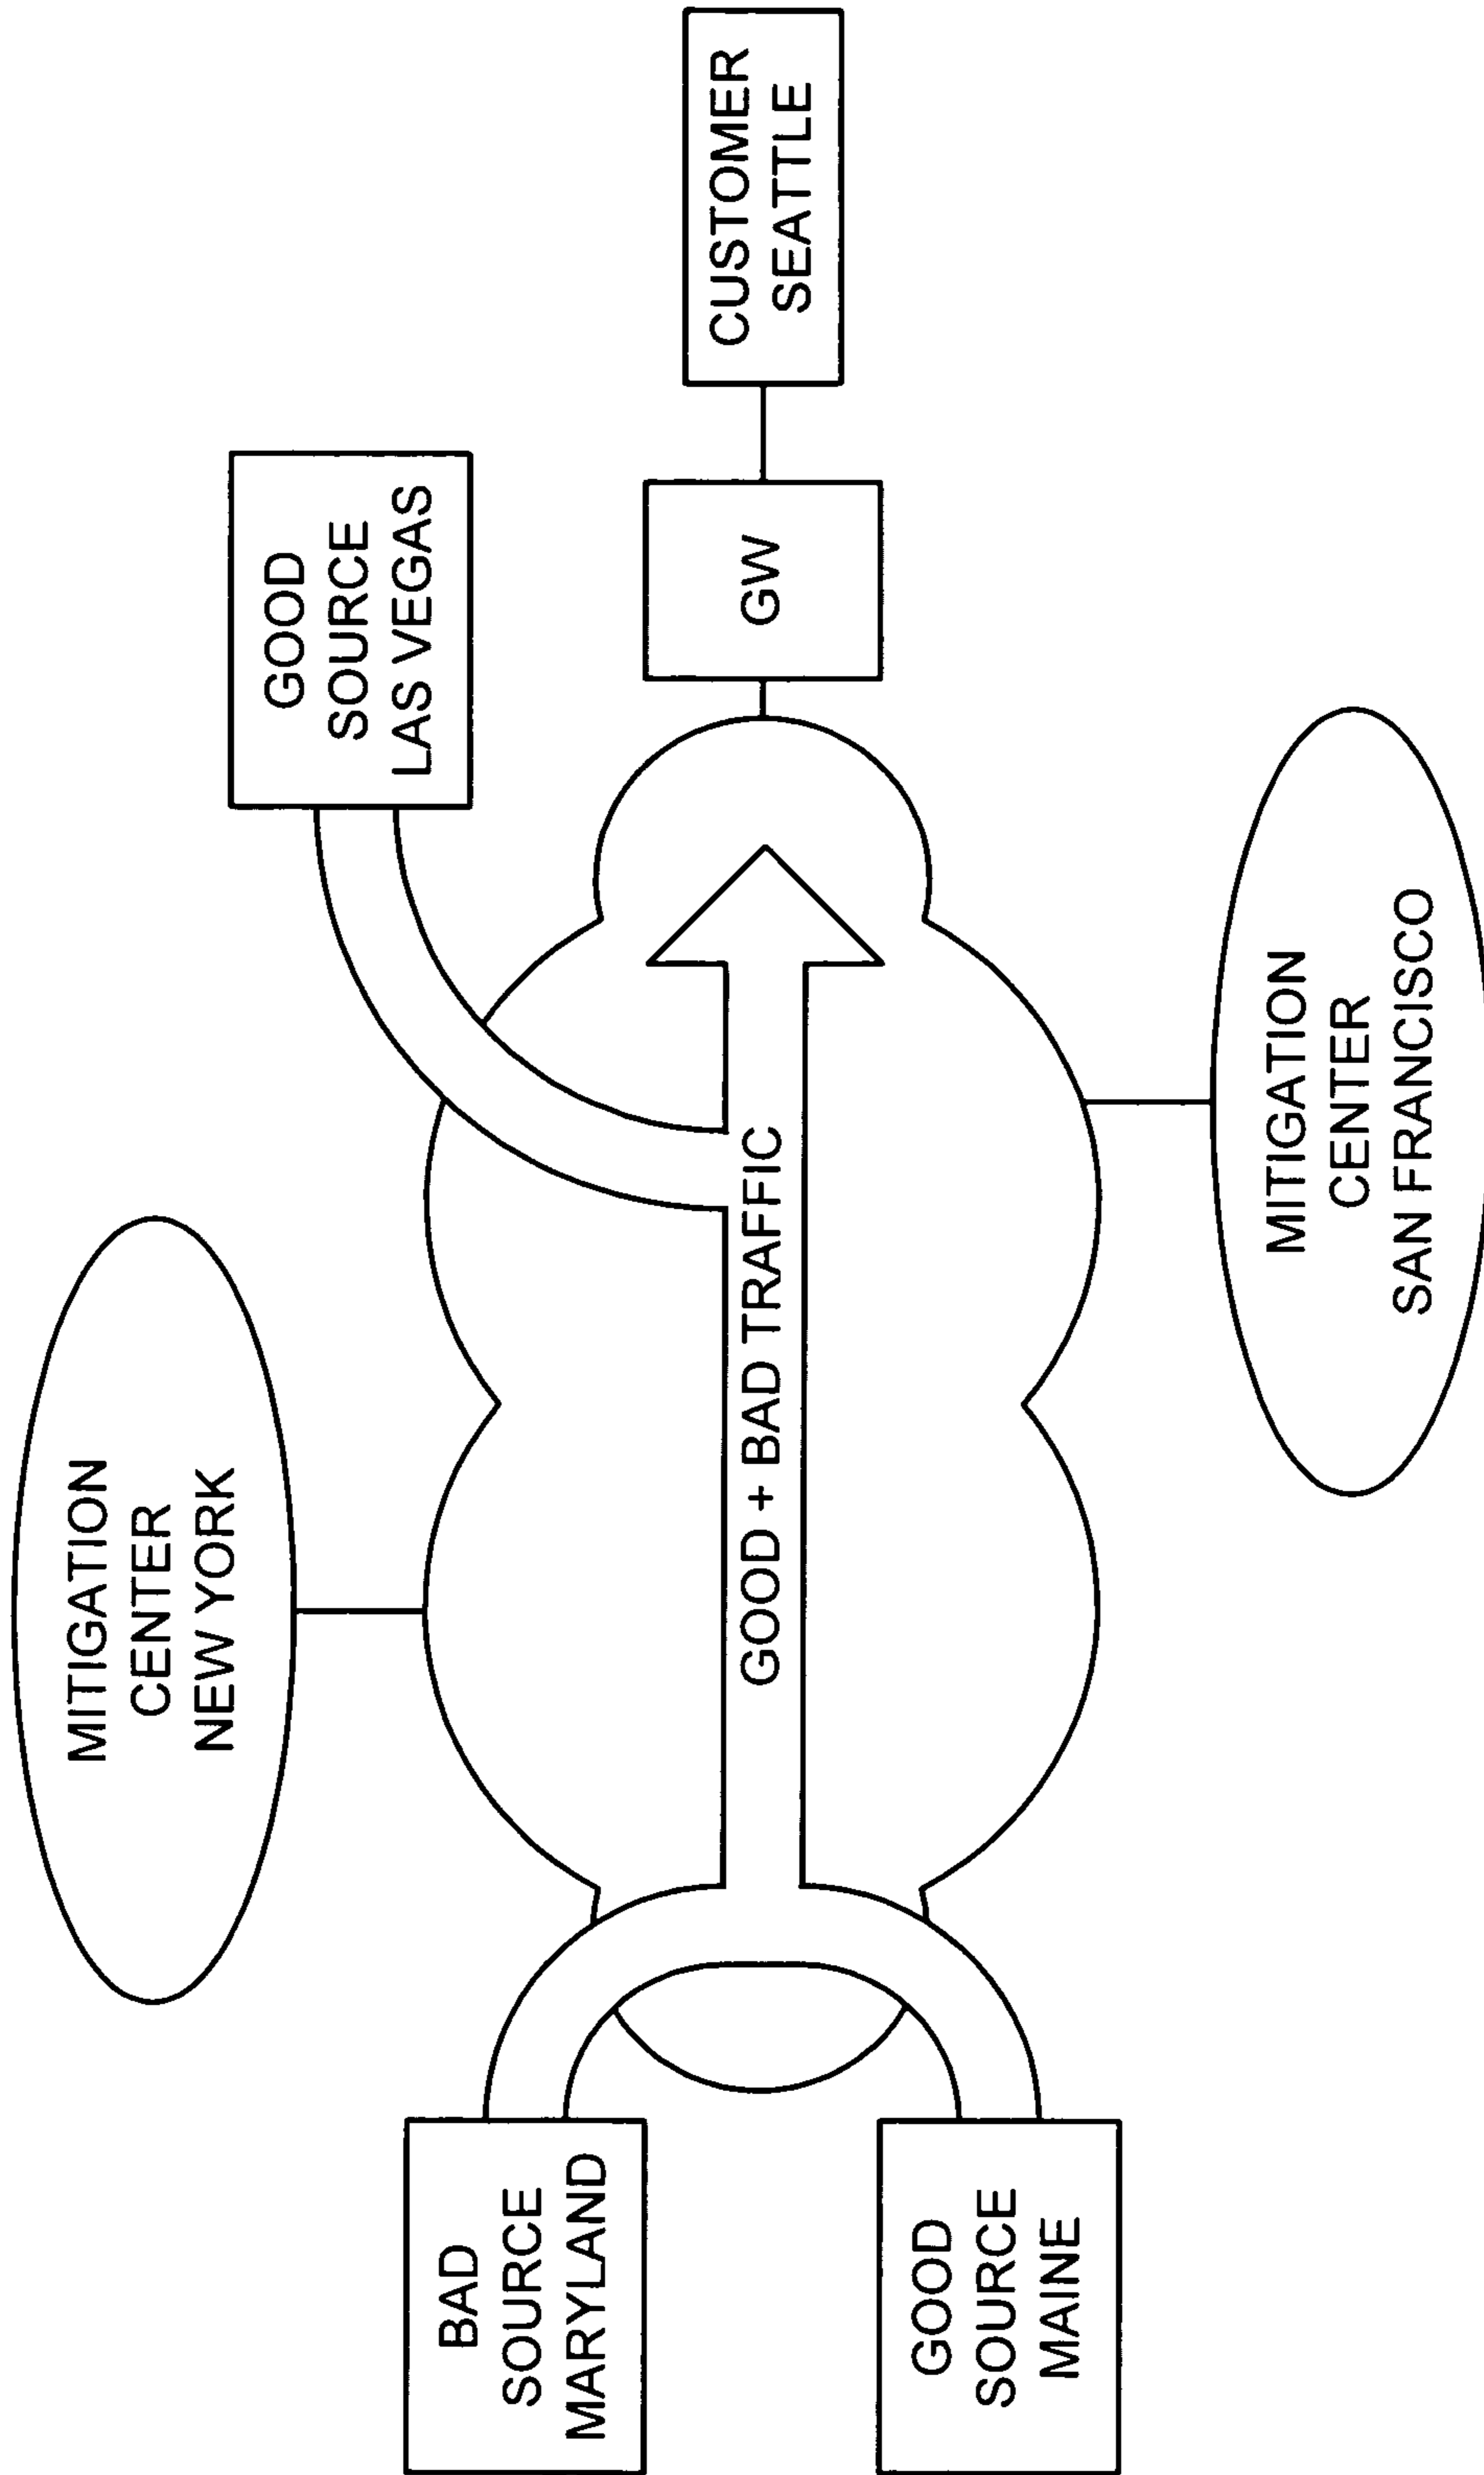 MITIGATION
CENTER
NEW YORK
GOOD
SOURCE
LAS VEGAS
BAD
SOURCE
MARYLAND
GOOD + BAD TRAFFIC
GW
CUSTOMER
SEATTLE
GOOD
SOURCE
MAINE
MITIGATION
CENTER
SAN FRANCISCO